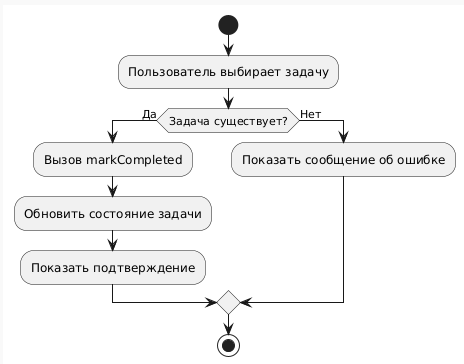 Пользователь выбирает задачу
Да
Задача существует?
Нет
Вызов markCompleted
Показать сообщение об ошибке
Обновить состояние задачи
Показать подтверждение